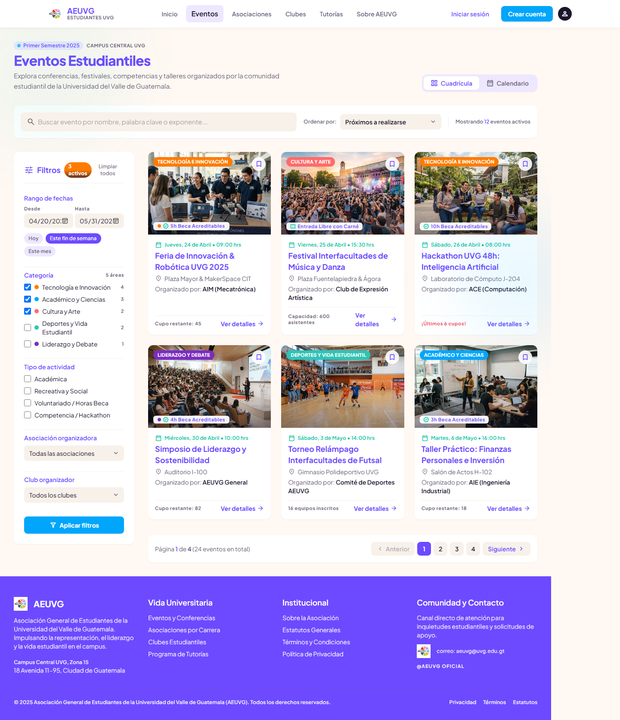 AEUVG
ESTUDIANTES UVG
Inicio
Eventos
Asociaciones
Clubes
Tutorías
Sobre AEUVG
Iniciar sesión
Crear cuenta
Primer Semestre 2025
CAMPUS CENTRAL UVG
Eventos Estudiantiles
Explora conferencias, festivales, competencias y talleres organizados por la comunidad
estudiantil de la Universidad del Valle de Guatemala.
Cuadrícula
Calendario
Buscar evento por nombre, palabra clave o exponente...
Ordenar por:
Próximos a realizarse
Mostrando 12 eventos activos
Filtros
3 activos
Limpiar todos
Rango de fechas
Desde
Hasta
04/20/202
05/31/202
Hoy
Este fin de semana
Este mes
Categoría
5 áreas
Tecnología e Innovación 4
Académico y Ciencias 3
Cultura y Arte 2
Deportes y Vida Estudiantil 2
Liderazgo y Debate 1
Tipo de actividad
Académica
Recreativa y Social
Voluntariado / Horas Beca
Competencia / Hackathon
Asociación organizadora
Todas las asociaciones
Club organizador
Todos los clubes
Aplicar filtros
TECNOLOGÍA E INNOVACIÓN
5h Beca Acreditables
Jueves, 24 de Abril • 09:00 hrs
Feria de Innovación &
Robótica UVG 2025
Plaza Mayor & MakerSpace CIT
Organizado por: AIM (Mecatrónica)
Cupo restante: 45
Ver detalles
CULTURA Y ARTE
Entrada Libre con Carné
Viernes, 25 de Abril • 15:30 hrs
Festival Interfacultades de
Música y Danza
Plaza Fuentelapiedra & Ágora
Organizado por: Club de Expresión
Artística
Capacidad: 600
asistentes
Ver
detalles
TECNOLOGÍA E INNOVACIÓN
10h Beca Acreditables
Sábado, 26 de Abril • 08:00 hrs
Hackathon UVG 48h:
Inteligencia Artificial
Laboratorio de Cómputo J-204
Organizado por: ACE (Computación)
¡Últimos 6 cupos!
Ver detalles
LIDERAZGO Y DEBATE
4h Beca Acreditables
Miércoles, 30 de Abril • 10:00 hrs
Simposio de Liderazgo y
Sostenibilidad
Auditorio I-100
Organizado por: AEUVG General
Cupo restante: 82
Ver detalles
DEPORTES Y VIDA ESTUDIANTIL
Sábado, 3 de Mayo • 14:00 hrs
Torneo Relámpago
Interfacultades de Futsal
Gimnasio Polideportivo UVG
Organizado por: Comité de Deportes
AEUVG
16 equipos inscritos
Ver detalles
ACADÉMICO Y CIENCIAS
3h Beca Acreditables
Martes, 6 de Mayo • 16:00 hrs
Taller Práctico: Finanzas
Personales e Inversión
Salón de Actos H-102
Organizado por: AIE (Ingeniería
Industrial)
Cupo restante: 18
Ver detalles
Página 1 de 4 (24 eventos en total)
Anterior
1
2
3
4
Siguiente
AEUVG
Asociación General de Estudiantes de la
Universidad del Valle de Guatemala.
Impulsando la representación, el liderazgo
y la vida estudiantil en el campus.
Campus Central UVG, Zona 15
18 Avenida 11-95, Ciudad de Guatemala
Vida Universitaria
Eventos y Conferencias
Asociaciones por Carrera
Clubes Estudiantiles
Programa de Tutorías
Institucional
Sobre la Asociación
Estatutos Generales
Términos y Condiciones
Política de Privacidad
Comunidad y Contacto
Canal directo de atención para
inquietudes estudiantiles y solicitudes de
apoyo.
correo: aeuvg@uvg.edu.gt
@AEUVG OFICIAL
© 2025 Asociación General de Estudiantes de la Universidad del Valle de Guatemala (AEUVG). Todos los derechos reservados.
Privacidad
Términos
Estatutos